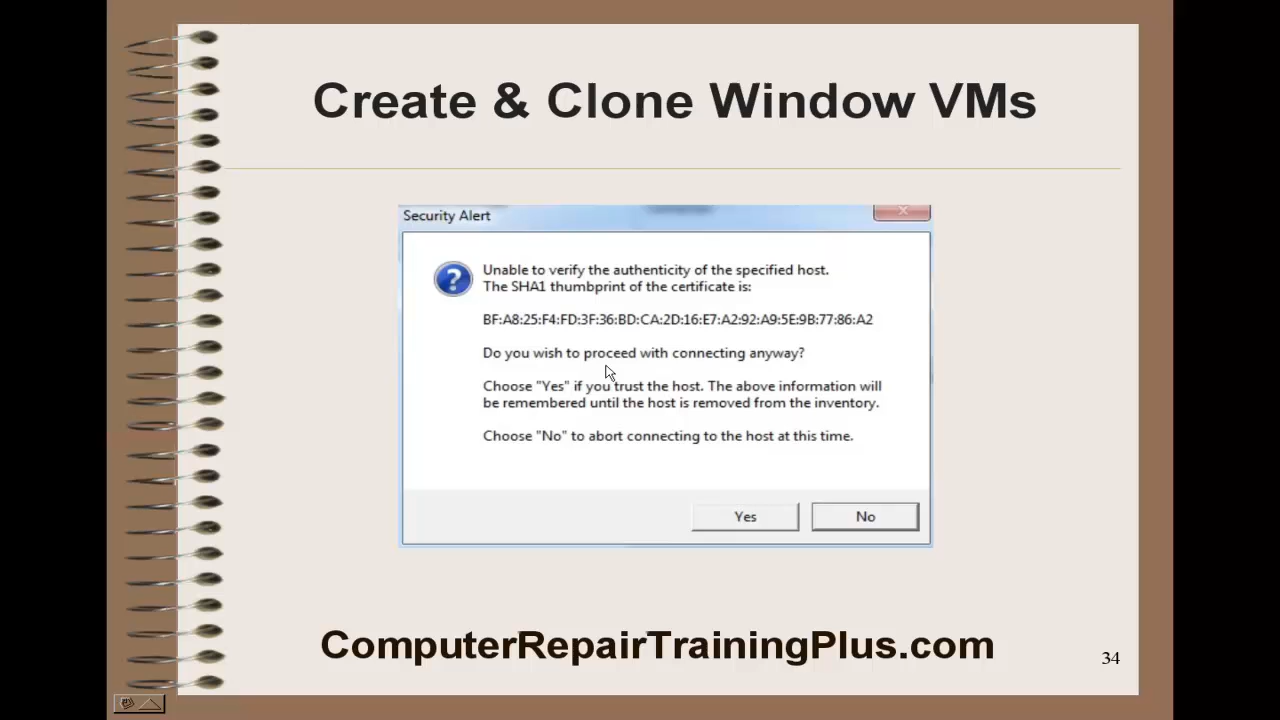 Create & Clone Window VMs
Security Alert
Unable to verify the authenticity of the specified host.
The SHA1 thumbprint of the certificate is:
BF:A8:25:F4:FD:3F:36:BD:CA:2D:16:E7:A2:92:A9:5E:9B:77:86:A2
Do you wish to proceed with connecting anyway?
Choose "Yes" if you trust the host. The above information will
be remembered until the host is removed from the inventory.
Choose "No" to abort connecting to the host at this time.
Yes No
ComputerRepairTrainingPlus.com
34